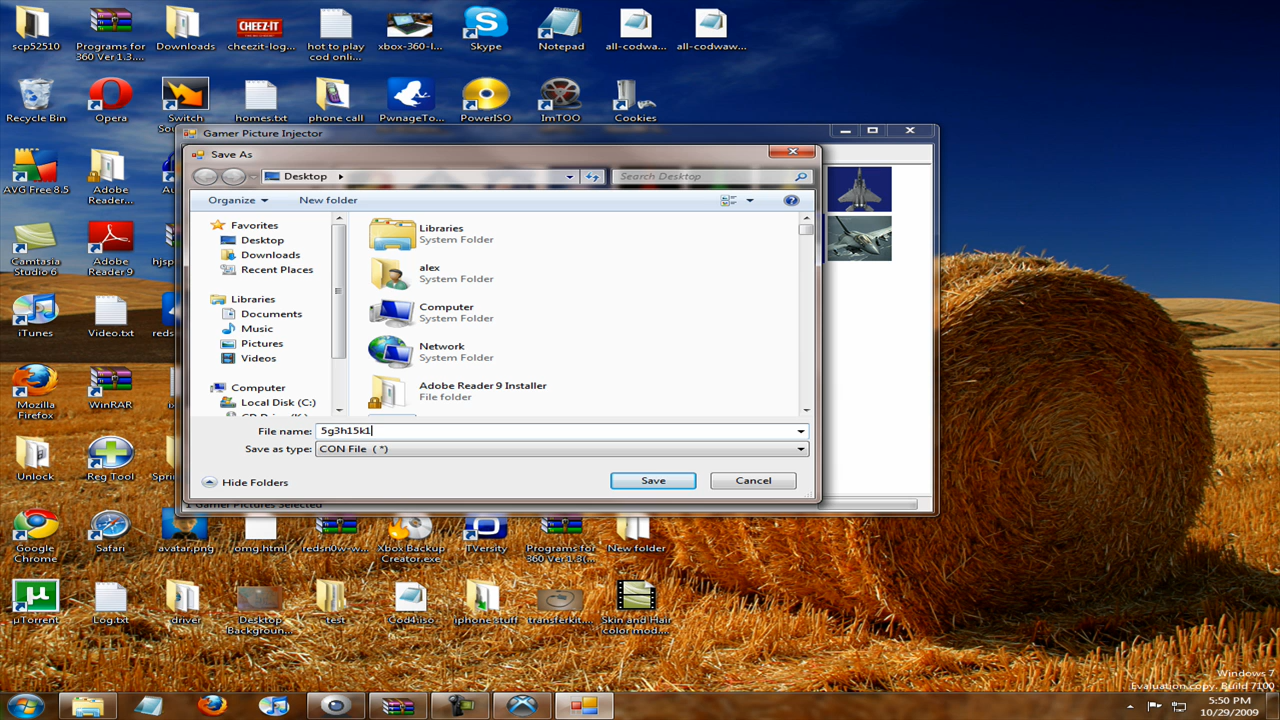 scp52510
Programs for 360 Ver 1.3....
Downloads
CHEEZ-IT
cheezit-log...
hot to play cod onli...
xbox-360-l...
Skype
Notepad
all-codwa...
all-codwaw...
Recycle Bin
Opera
Switch
homes.txt
phone call
PwnageTo...
PowerISO
ImTOO
Cookies
Gamer Picture Injector
Save As
Desktop
Search Desktop
Organize
New folder
Favorites
Desktop
Downloads
Recent Places
Libraries
Documents
Music
Pictures
Videos
Computer
Local Disk (C:)
Libraries
System Folder
alex
System Folder
Computer
System Folder
Network
System Folder
Adobe Reader 9 Installer
File folder
File name:
5g3h15k1
Save as type:
CON File ( *)
Hide Folders
Save
Cancel
1 Gamer Pictures Selected
AVG Free 8.5
Adobe Reader...
Camtasia Studio 6
Adobe Reader 9
hjsp
iTunes
Video.txt
reds
Mozilla Firefox
WinRAR
Unlock
Reg Tool
Sprin
Google Chrome
Safari
avatar.png
omg.html
redsn0w-w...
Xbox Backup Creator.exe
TVersity
Programs for 360 Ver 1.3(...
New folder
µTorrent
Log.txt
driver
Desktop Backgroun...
test
Cod4.iso
iphone stuff
transferkit....
Skin and Hair color mod....
Windows 7
Evaluation copy. Build 7100
5:50 PM
10/29/2009